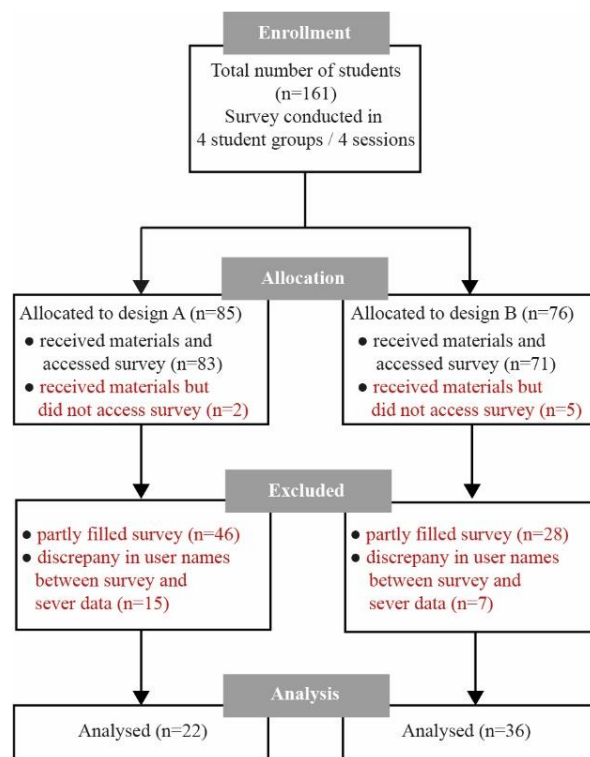 Enrollment
Total number of students
(n=161)
Survey conducted in
4 student groups / 4 sessions
Allocation
Allocated to design A (n=85)
● received materials and
accessed survey (n=83)
● received materials but
did not access survey (n=2)
Allocated to design B (n=76)
● received materials and
accessed survey (n=71)
● received materials but
did not access survey (n=5)
Excluded
● partly filled survey (n=46)
● discrepany in user names
between survey and
sever data (n=15)
● partly filled survey (n=28)
● discrepany in user names
between survey and
sever data (n=7)
Analysis
Analysed (n=22)
Analysed (n=36)